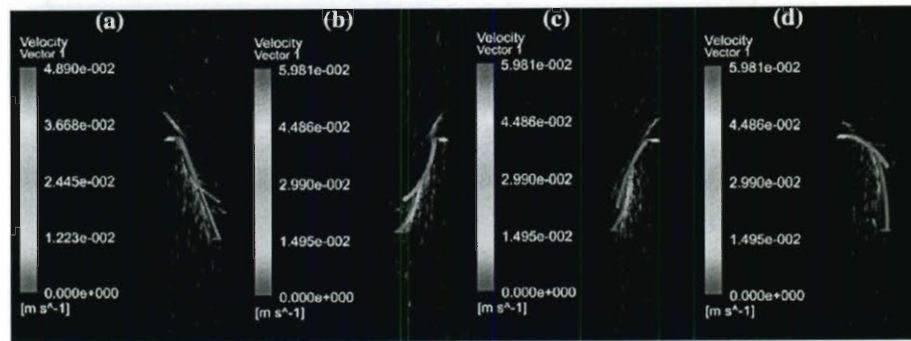 (a)
Velocity
Vector 1
4.890e-002
3.668e-002
2.445e-002
1.223e-002
0.000e+000
[m s^-1]
(b)
Velocity
Vector 1
5.981e-002
4.486e-002
2.990e-002
1.495e-002
0.000e+000
[m s^-1]
(c)
Velocity
Vector 1
5.981e-002
4.486e-002
2.990e-002
1.495e-002
0.000e+000
[m s^-1]
(d)
Velocity
Vector 1
5.981e-002
4.486e-002
2.990e-002
1.495e-002
0.000e+000
[m s^-1]